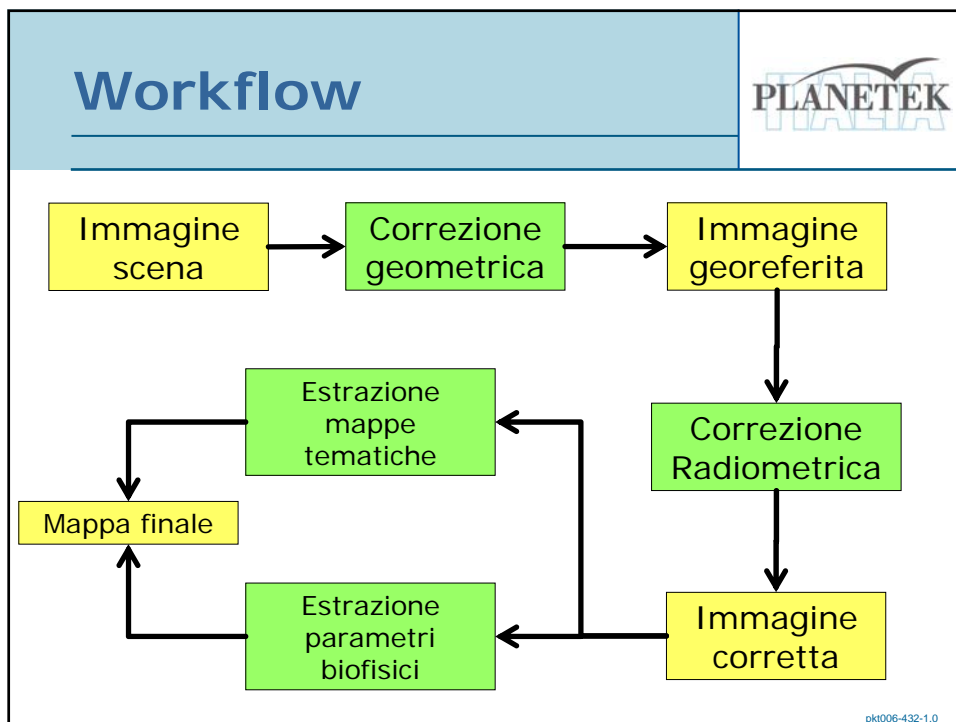 Workflow
PLANETEK
ITALIA
Immagine
scena
Correzione
geometrica
Immagine
georeferita
Correzione
Radiometrica
Immagine
corretta
Estrazione
mappe
tematiche
Estrazione
parametri
biofisici
Mappa finale
pkt006-432-1.0